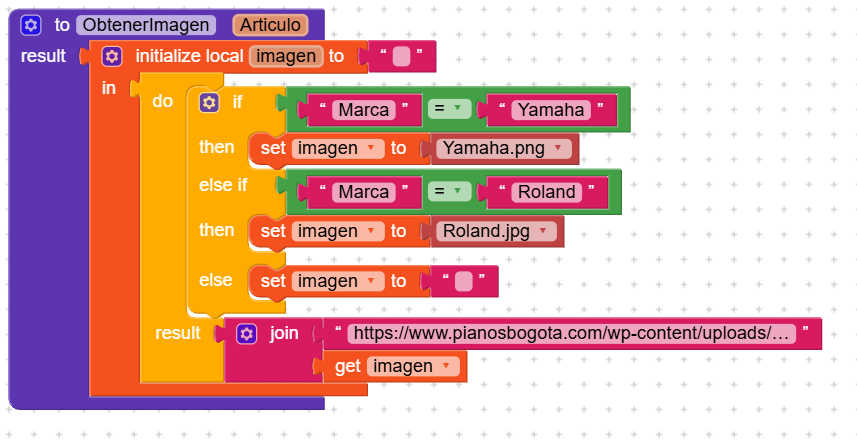 to ObtenerImagen Articulo
result initialize local imagen to “ ”
in
do if “ Marca ” = “ Yamaha ”
then set imagen to Yamaha.png
else if “ Marca ” = “ Roland ”
then set imagen to Roland.jpg
else set imagen to “ ”
result join “ https://www.pianosbogota.com/wp-content/uploads/… ”
get imagen